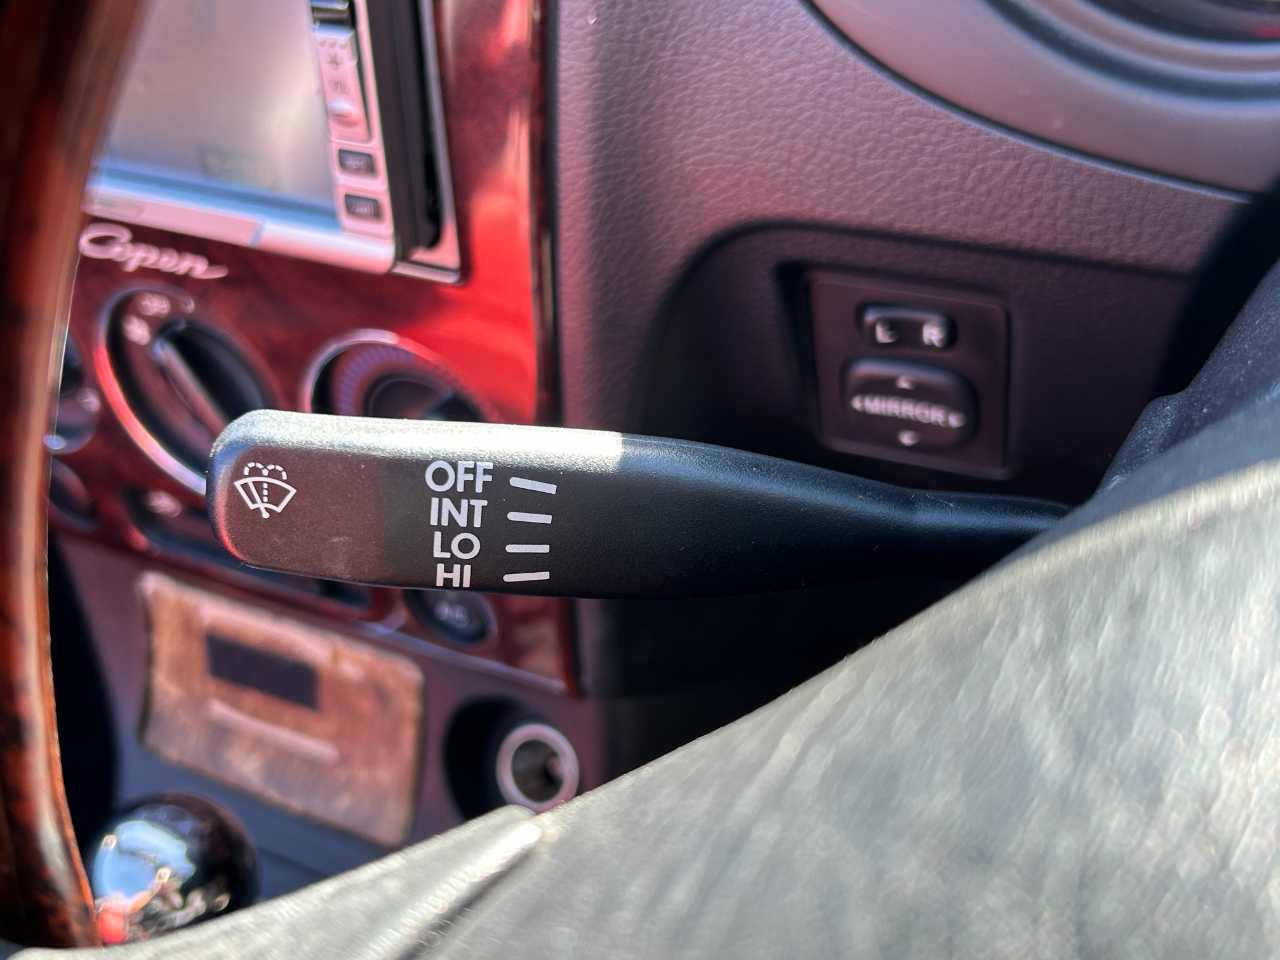 Copen
L R
MIRROR
OFF
INT
LO
HI